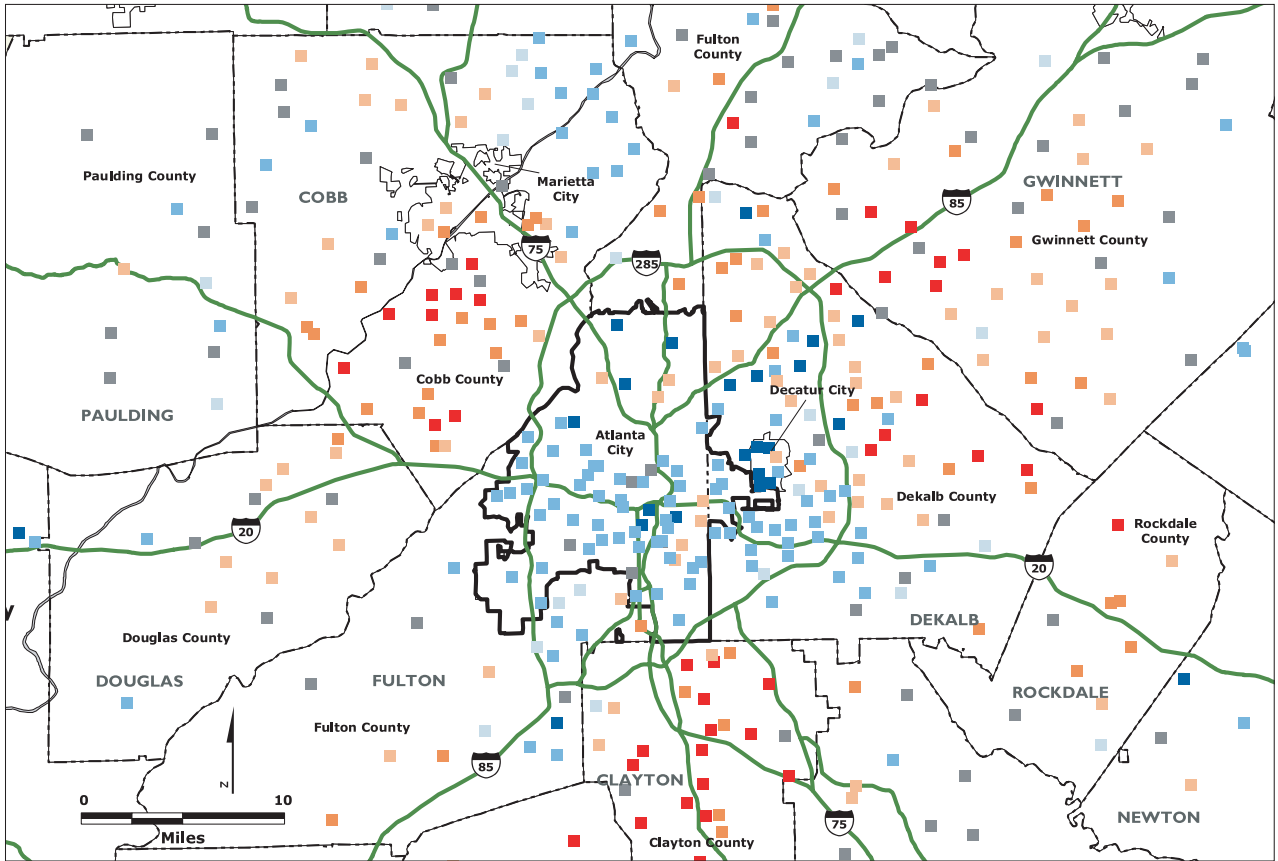 Fulton
County
Paulding County
COBB
Marietta
City
GWINNETT
85
Gwinnett County
75
285
Cobb County
Decatur City
PAULDING
Atlanta
City
Dekalb County
20
Rockdale
County
20
Douglas County
DEKALB
DOUGLAS
FULTON
ROCKDALE
Fulton County
85
CLAYTON
N
0 10
Miles
75
NEWTON
Clayton County